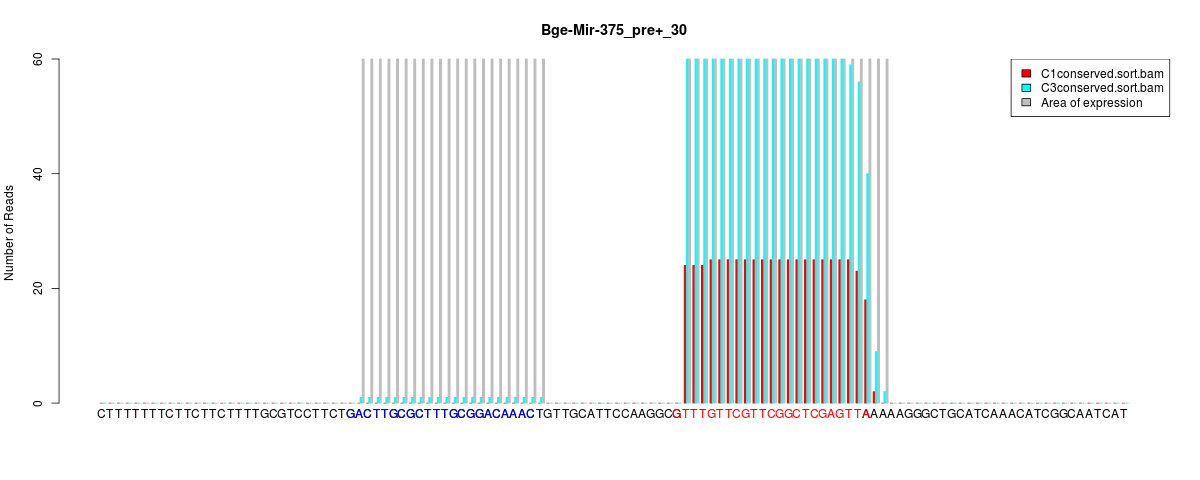 Bge-Mir-375_pre+_30
Number of Reads
60
40
20
0
C1conserved.sort.bam
C3conserved.sort.bam
Area of expression
CTTTTTTTCTTCTTCTTTTGCGTCCTTCTGACTTGCGCTTTGCGGACAAACTGTTGCATTCCAAGGCGTTTGTTCGTTCGGCTCGAGTTAAAAAGGGCTGCATCAAACATCGGCAATCAT